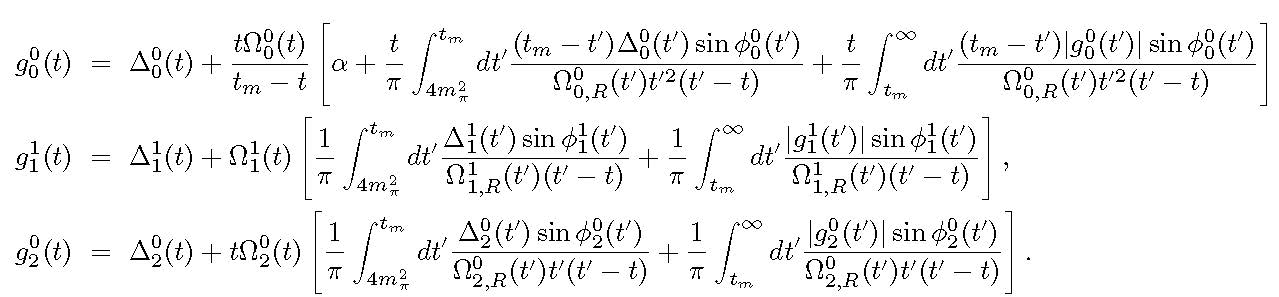 $g_0^0(t) = \Delta_0^0(t) + \frac{t\Omega_0^0(t)}{t_m - t} \left[ \alpha + \frac{t}{\pi} \int_{4m_\pi^2}^{t_m} dt' \frac{(t_m - t')\Delta_0^0(t') \sin \phi_0^0(t')}{\Omega_{0,R}^0(t')t'^2(t' - t)} + \frac{t}{\pi} \int_{t_m}^{\infty} dt' \frac{(t_m - t')|g_0^0(t')| \sin \phi_0^0(t')}{\Omega_{0,R}^0(t')t'^2(t' - t)} \right]$
$g_1^1(t) = \Delta_1^1(t) + \Omega_1^1(t) \left[ \frac{1}{\pi} \int_{4m_\pi^2}^{t_m} dt' \frac{\Delta_1^1(t') \sin \phi_1^1(t')}{\Omega_{1,R}^1(t')(t' - t)} + \frac{1}{\pi} \int_{t_m}^{\infty} dt' \frac{|g_1^1(t')| \sin \phi_1^1(t')}{\Omega_{1,R}^1(t')(t' - t)} \right],$
$g_2^0(t) = \Delta_2^0(t) + t\Omega_2^0(t) \left[ \frac{1}{\pi} \int_{4m_\pi^2}^{t_m} dt' \frac{\Delta_2^0(t') \sin \phi_2^0(t')}{\Omega_{2,R}^0(t')t'(t' - t)} + \frac{1}{\pi} \int_{t_m}^{\infty} dt' \frac{|g_2^0(t')| \sin \phi_2^0(t')}{\Omega_{2,R}^0(t')t'(t' - t)} \right].$